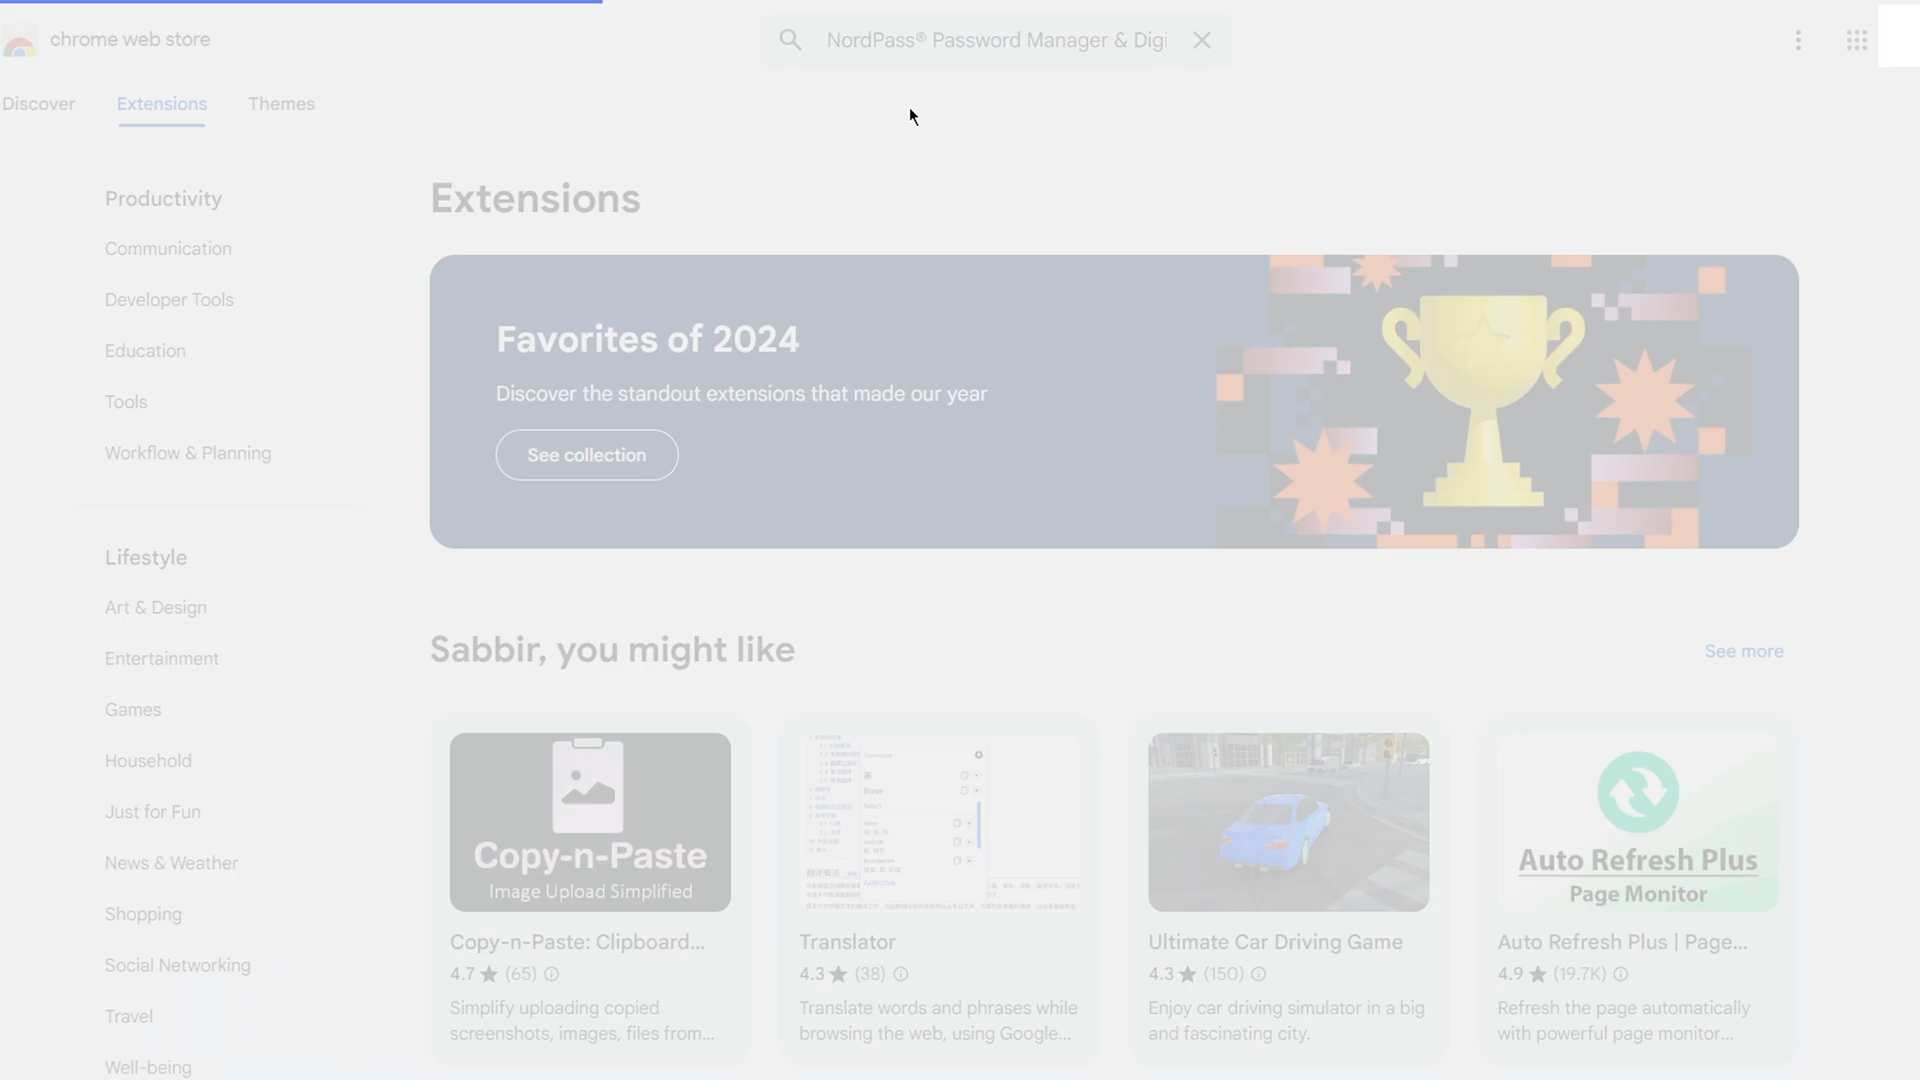 chrome web store
NordPass® Password Manager & Digi
Discover
Extensions
Themes
Productivity
Communication
Developer Tools
Education
Tools
Workflow & Planning
Lifestyle
Art & Design
Entertainment
Games
Household
Just for Fun
News & Weather
Shopping
Social Networking
Travel
Well-being
Extensions
Favorites of 2024
Discover the standout extensions that made our year
See collection
Sabbir, you might like
See more
Copy-n-Paste
Image Upload Simplified
Copy-n-Paste: Clipboard...
4.7 ★ (65)
Simplify uploading copied
screenshots, images, files from...
Translator
4.3 ★ (38)
Translate words and phrases while
browsing the web, using Google...
Ultimate Car Driving Game
4.3 ★ (150)
Enjoy car driving simulator in a big
and fascinating city.
Auto Refresh Plus
Page Monitor
Auto Refresh Plus | Page...
4.9 ★ (19.7K)
Refresh the page automatically
with powerful page monitor...